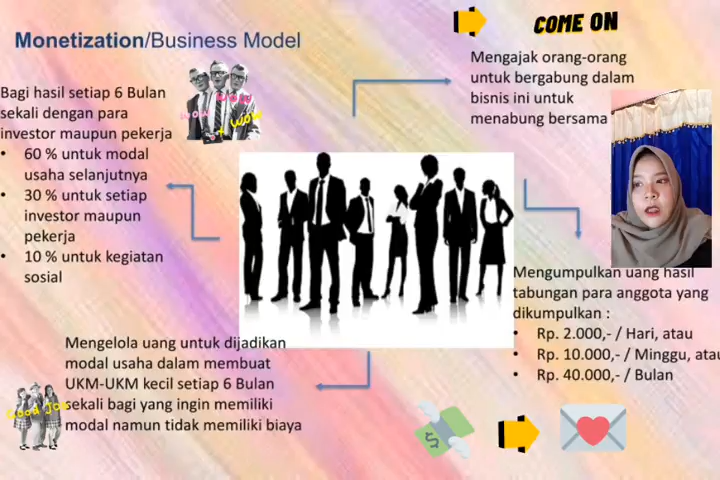 Monetization/Business Model
COME ON
Mengajak orang-orang
untuk bergabung dalam
bisnis ini untuk
menabung bersama
Bagi hasil setiap 6 Bulan
sekali dengan para
investor maupun pekerja
• 60 % untuk modal
usaha selanjutnya
• 30 % untuk setiap
investor maupun
pekerja
• 10 % untuk kegiatan
sosial
WOW WOW
WOW
Mengumpulkan uang hasil
tabungan para anggota yang
dikumpulkan :
• Rp. 2.000,- / Hari, atau
• Rp. 10.000,- / Minggu, atau
• Rp. 40.000,- / Bulan
Mengelola uang untuk dijadikan
modal usaha dalam membuat
UKM-UKM kecil setiap 6 Bulan
sekali bagi yang ingin memiliki
modal namun tidak memiliki biaya
Good Job
$